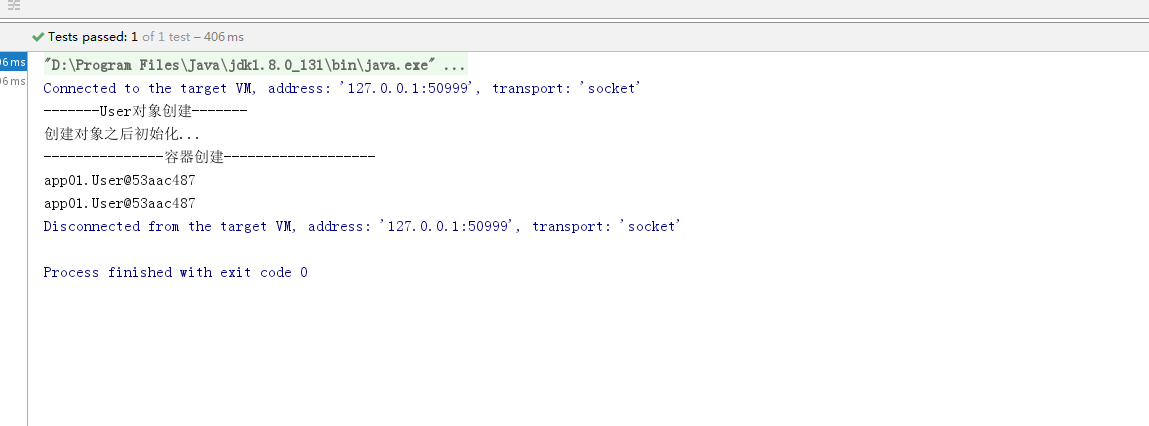 Tests passed: 1 of 1 test – 406 ms
"D:\Program Files\Java\jdk1.8.0_131\bin\java.exe" ...
Connected to the target VM, address: '127.0.0.1:50999', transport: 'socket'
-------User对象创建-------
创建对象之后初始化...
---------------容器创建-------------------
app01.User@53aac487
app01.User@53aac487
Disconnected from the target VM, address: '127.0.0.1:50999', transport: 'socket'
Process finished with exit code 0